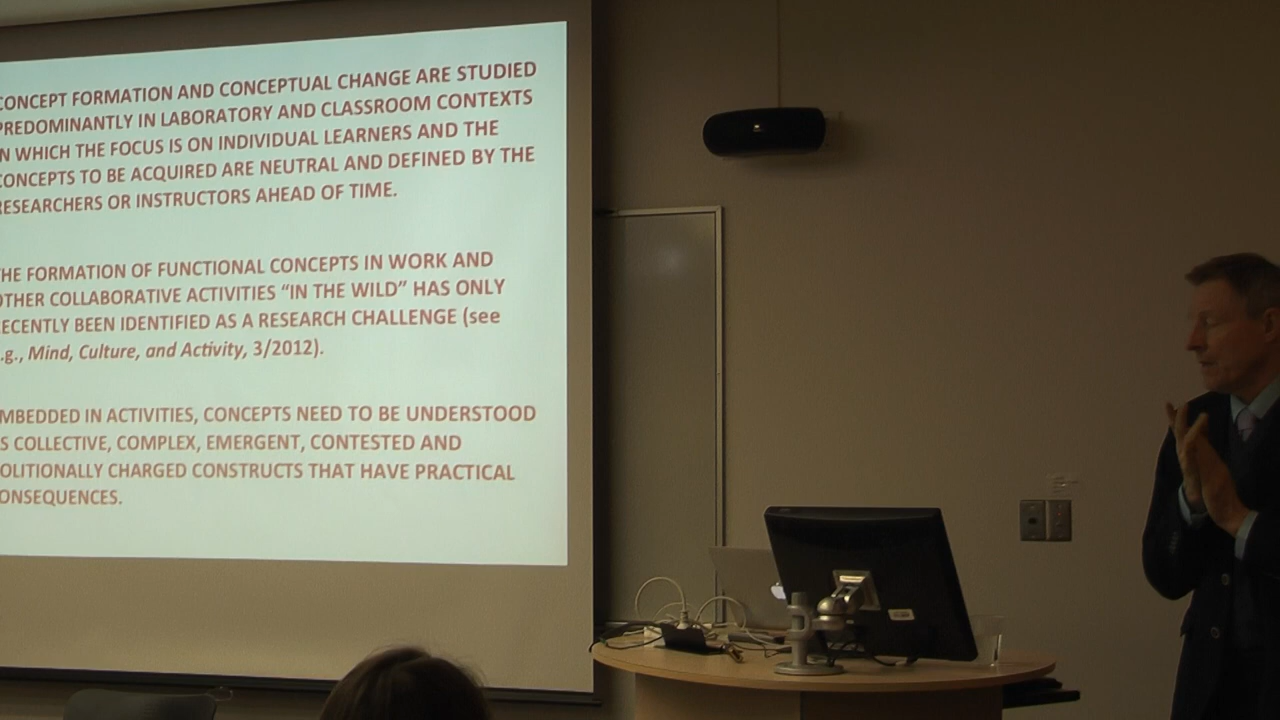 CONCEPT FORMATION AND CONCEPTUAL CHANGE ARE STUDIED
PREDOMINANTLY IN LABORATORY AND CLASSROOM CONTEXTS
N WHICH THE FOCUS IS ON INDIVIDUAL LEARNERS AND THE
CONCEPTS TO BE ACQUIRED ARE NEUTRAL AND DEFINED BY THE
RESEARCHERS OR INSTRUCTORS AHEAD OF TIME.
HE FORMATION OF FUNCTIONAL CONCEPTS IN WORK AND
OTHER COLLABORATIVE ACTIVITIES “IN THE WILD” HAS ONLY
ECENTLY BEEN IDENTIFIED AS A RESEARCH CHALLENGE (see
.g., Mind, Culture, and Activity, 3/2012).
MBEDDED IN ACTIVITIES, CONCEPTS NEED TO BE UNDERSTOOD
S COLLECTIVE, COMPLEX, EMERGENT, CONTESTED AND
OLITIONALLY CHARGED CONSTRUCTS THAT HAVE PRACTICAL
ONSEQUENCES.